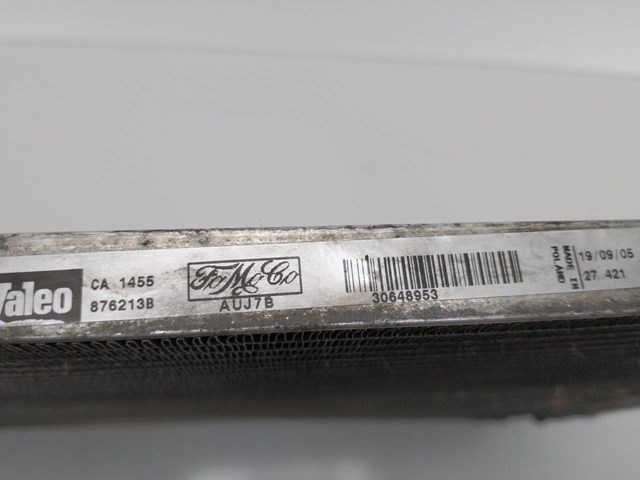 Valeo
CA 1455
876213B
FoMoCo
AUJ7B
30648953
MADE IN
POLAND
19/09/05
27 421